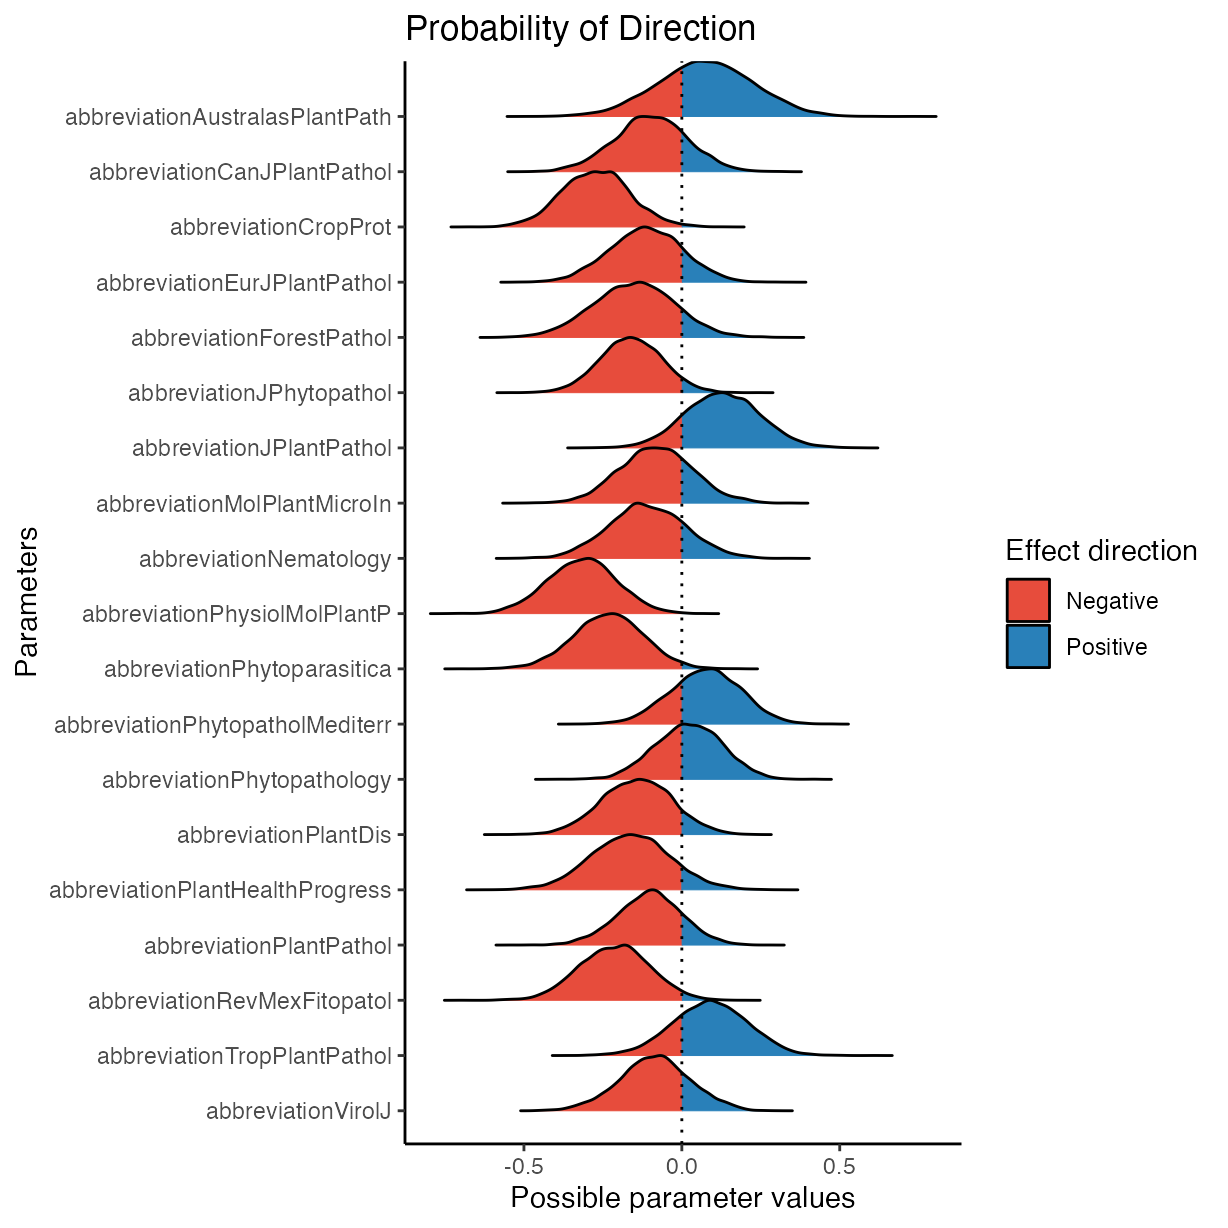 Probability of Direction
abbreviationAustralasPlantPath
abbreviationCanJPlantPathol
abbreviationCropProt
abbreviationEurJPlantPathol
abbreviationForestPathol
abbreviationJPhytopathol
abbreviationJPlantPathol
abbreviationMolPlantMicroIn
abbreviationNematology
abbreviationPhysiolMolPlantP
abbreviationPhytoparasitica
abbreviationPhytopatholMediterr
abbreviationPhytopathology
abbreviationPlantDis
abbreviationPlantHealthProgress
abbreviationPlantPathol
abbreviationRevMexFitopatol
abbreviationTropPlantPathol
abbreviationVirolJ
Parameters
-0.5 0.0 0.5
Possible parameter values
Effect direction
Negative
Positive